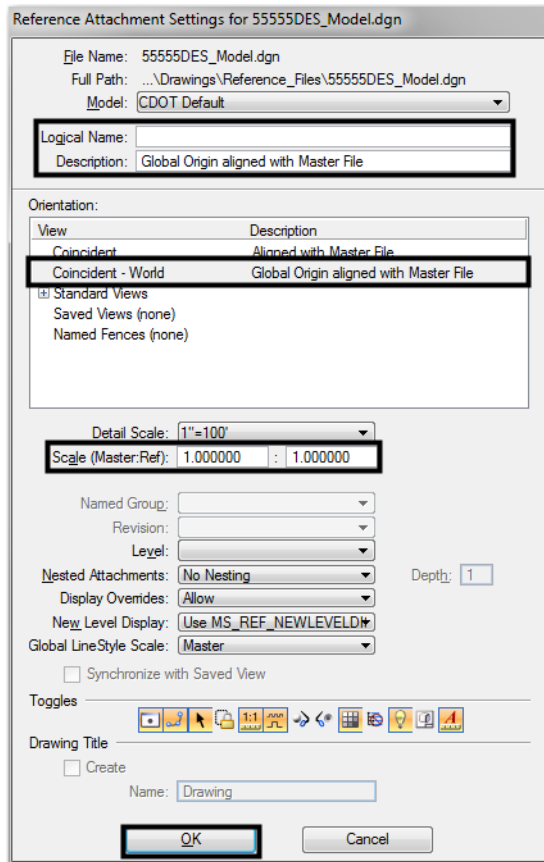 Reference Attachment Settings for 55555DES_Model.dgn
File Name: 55555DES_Model.dgn
Full Path: ...\Drawings\Reference_Files\55555DES_Model.dgn
Model: CDOT Default
Logical Name:
Description: Global Origin aligned with Master File
Orientation:
View Description
Coincident Aligned with Master File
Coincident - World Global Origin aligned with Master File
Standard Views
Saved Views (none)
Named Fences (none)
Detail Scale: 1"=100'
Scale (Master:Ref): 1.000000 : 1.000000
Named Group:
Revision:
Level:
Nested Attachments: No Nesting Depth: 1
Display Overrides: Allow
New Level Display: Use MS_REF_NEWLEVELDI
Global LineStyle Scale: Master
Synchronize with Saved View
Toggles
1:1 A
Drawing Title
Create
Name: Drawing
OK Cancel